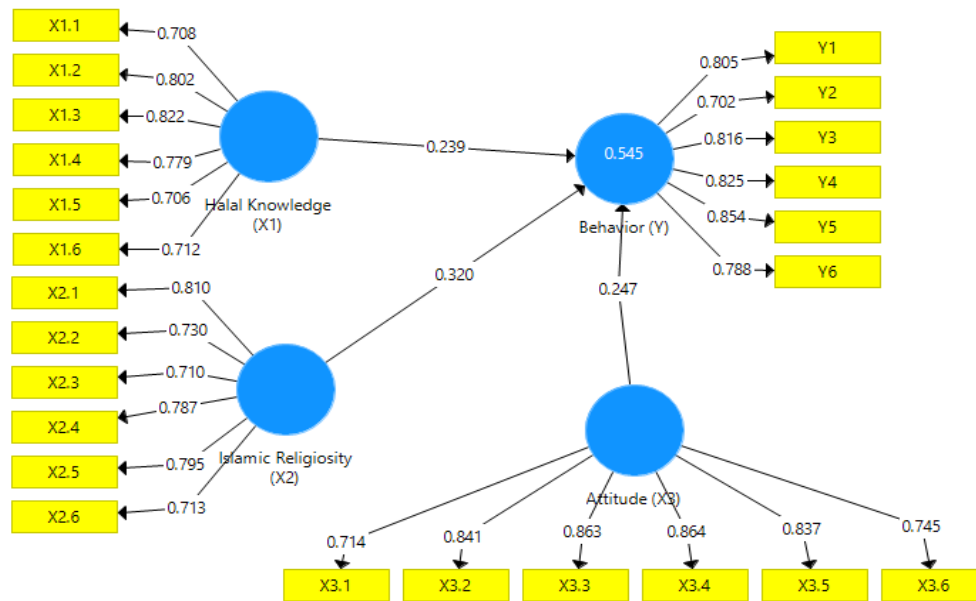 X1.1
X1.2
X1.3
X1.4
X1.5
X1.6
0.708
0.802
0.822
0.779
0.706
0.712
Halal Knowledge
(X1)
0.239
X2.1
X2.2
X2.3
X2.4
X2.5
X2.6
0.810
0.730
0.710
0.787
0.795
0.713
Islamic Religiosity
(X2)
0.320
0.545
Behavior (Y)
0.805
0.702
0.816
0.825
0.854
0.788
Y1
Y2
Y3
Y4
Y5
Y6
0.247
Attitude (X3)
0.714
0.841
0.863
0.864
0.837
0.745
X3.1
X3.2
X3.3
X3.4
X3.5
X3.6